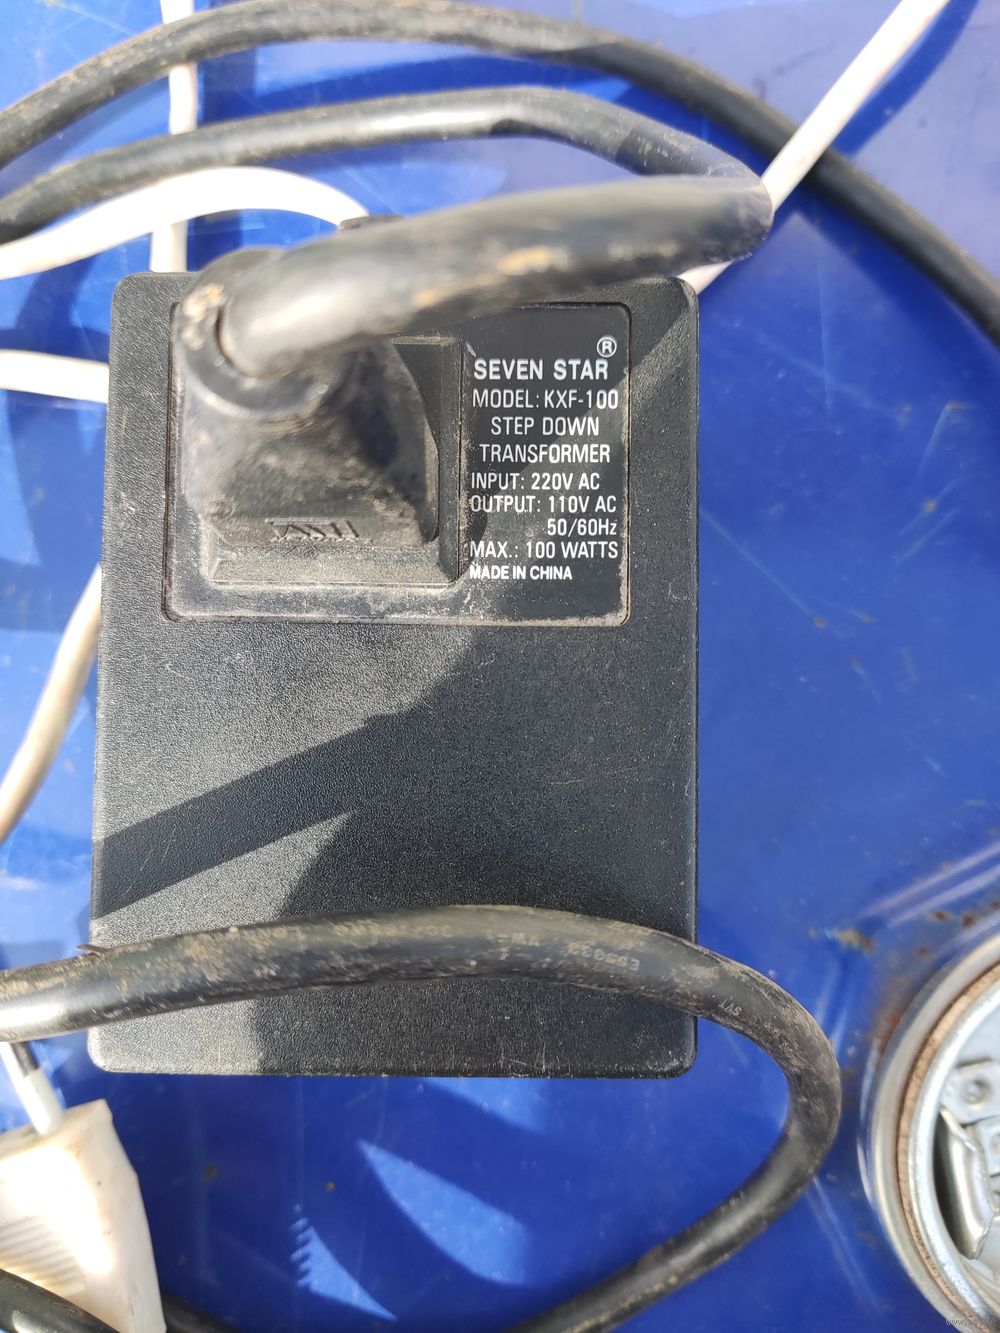 ®
SEVEN STAR
MODEL: KXF-100
STEP DOWN
TRANSFORMER
INPUT: 220V AC
OUTPUT: 110V AC
50/60Hz
MAX.: 100 WATTS
MADE IN CHINA
SVT